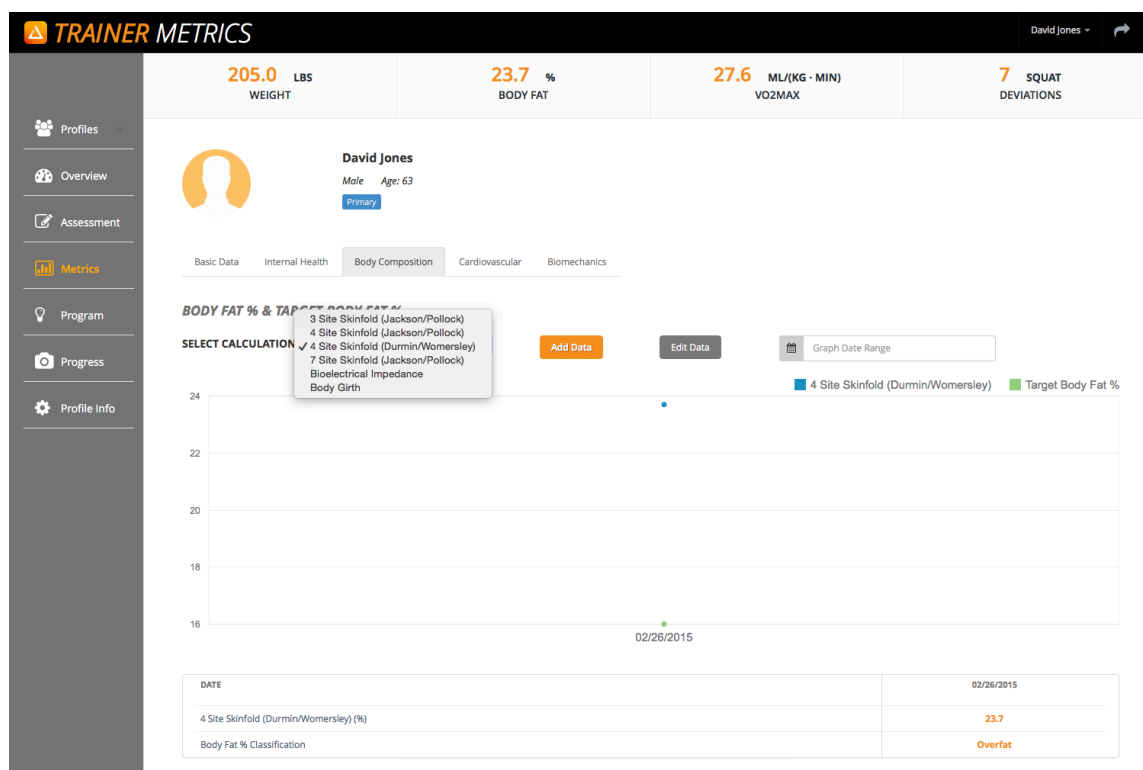 TRAINER METRICS
David Jones
205.0 LBS
WEIGHT
23.7 %
BODY FAT
27.6 ML/(KG · MIN)
VO2MAX
7 SQUAT
DEVIATIONS
Profiles
Overview
Assessment
Metrics
Program
Progress
Profile Info
David Jones
Male Age: 63
Primary
Basic Data Internal Health Body Composition Cardiovascular Biomechanics
BODY FAT % & TARGET BODY FAT %
SELECT CALCULATION
3 Site Skinfold (Jackson/Pollock)
4 Site Skinfold (Jackson/Pollock)
✓ 4 Site Skinfold (Durmin/Womersley)
7 Site Skinfold (Jackson/Pollock)
Bioelectrical Impedance
Body Girth
Add Data
Edit Data
Graph Date Range
4 Site Skinfold (Durmin/Womersley) Target Body Fat %
24
22
20
18
16
02/26/2015
DATE 02/26/2015
4 Site Skinfold (Durmin/Womersley) (%) 23.7
Body Fat % Classification Overfat